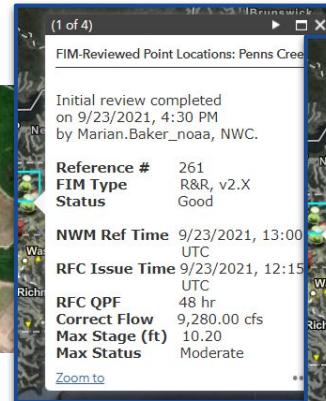 Brunswick
(1 of 4)
FIM-Reviewed Point Locations: Penns Cree
Initial review completed
on 9/23/2021, 4:30 PM
by Marian.Baker_noaa, NWC.
Reference # 261
FIM Type R&R, v2.X
Status Good
NWM Ref Time 9/23/2021, 13:00
UTC
RFC Issue Time 9/23/2021, 12:15
UTC
RFC QPF 48 hr
Correct Flow 9,280.00 cfs
Max Stage (ft) 10.20
Max Status Moderate
Zoom to